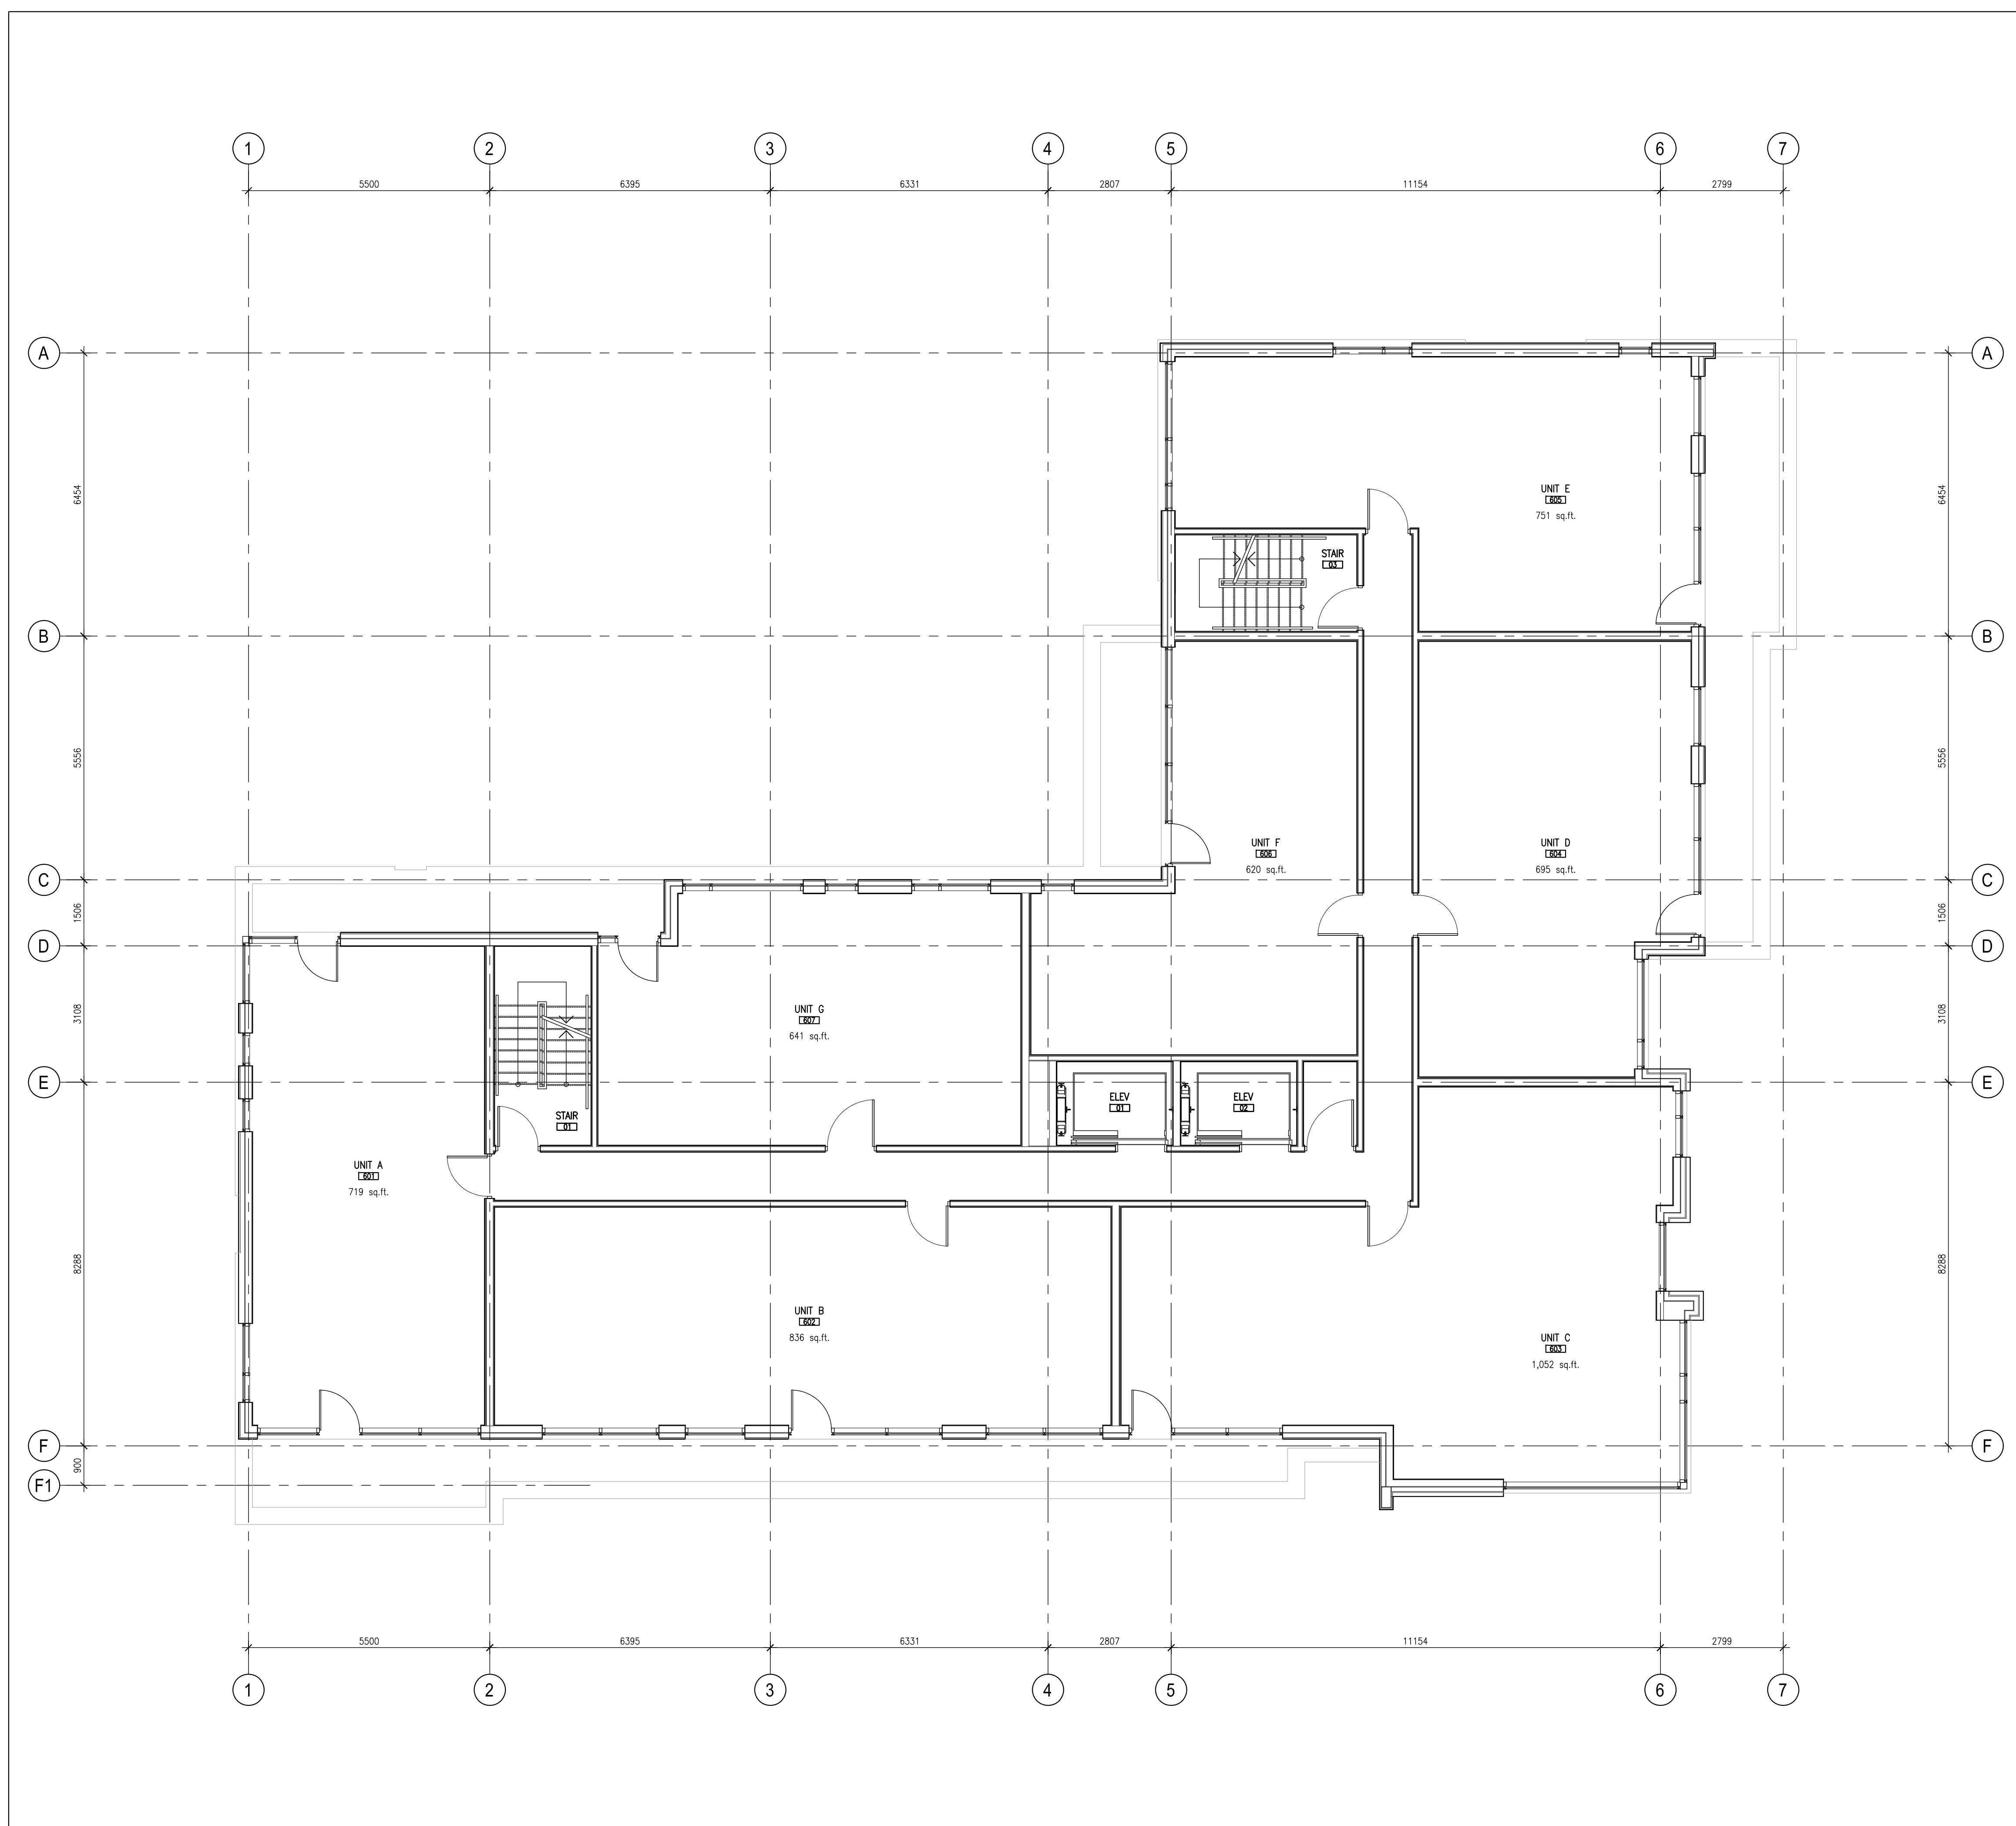 1 2 3 4 5 6 7
5500 6395 6331 2807 11154 2799
A A
6454 6454
UNIT E
605
751 sq.ft.
STAIR
03
B B
5556 5556
UNIT F
606
620 sq.ft.
UNIT D
604
695 sq.ft.
C C
1506 1506
D D
3108 3108
UNIT G
607
641 sq.ft.
E E
ELEV
01
ELEV
02
STAIR
01
UNIT A
601
719 sq.ft.
8288 8288
UNIT B
602
836 sq.ft.
UNIT C
603
1,052 sq.ft.
F F
900
F1
5500 6395 6331 2807 11154 2799
1 2 3 4 5 6 7